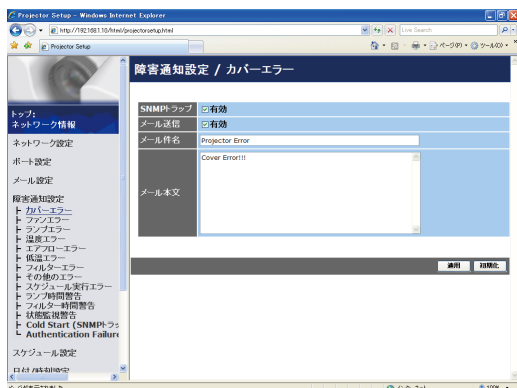 Projector Setup - Windows Internet Explorer
http://192.168.1.10/html/projectorsetup.html
Live Search
Projector Setup
ページ(P)
ツール(O)
障害通知設定 / カバーエラー
トップ:
ネットワーク情報
ネットワーク設定
ポート設定
メール設定
障害通知設定
カバーエラー
ファンエラー
ランプエラー
温度エラー
エアフローエラー
低温エラー
フィルターエラー
その他のエラー
スケジュール実行エラー
ランプ時間警告
フィルター時間警告
状態監視警告
Cold Start (SNMPトラッ
Authentication Failure
スケジュール設定
日付/時刻設定
SNMPトラップ 有効
メール送信 有効
メール件名 Projector Error
メール本文 Cover Error!!!
適用 初期化
100%